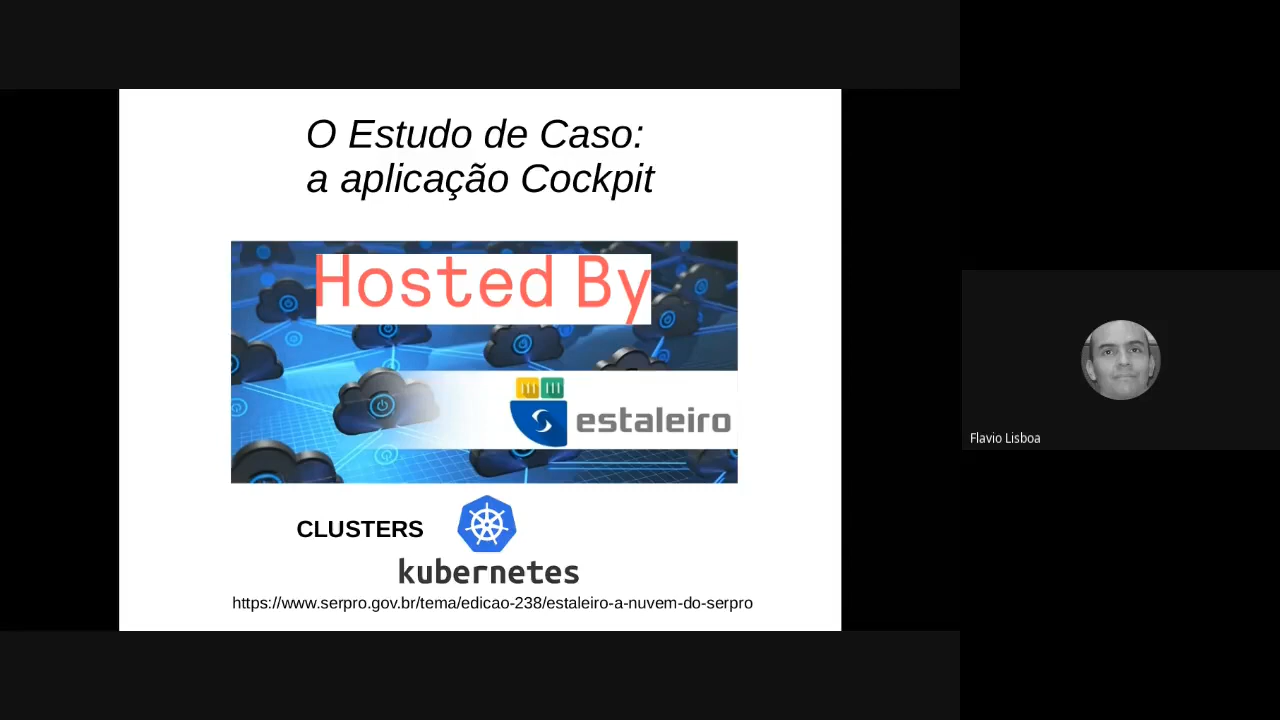 O Estudo de Caso:
a aplicação Cockpit
Hosted By
estaleiro
CLUSTERS
kubernetes
https://www.serpro.gov.br/tema/edicao-238/estaleiro-a-nuvem-do-serpro
Flavio Lisboa